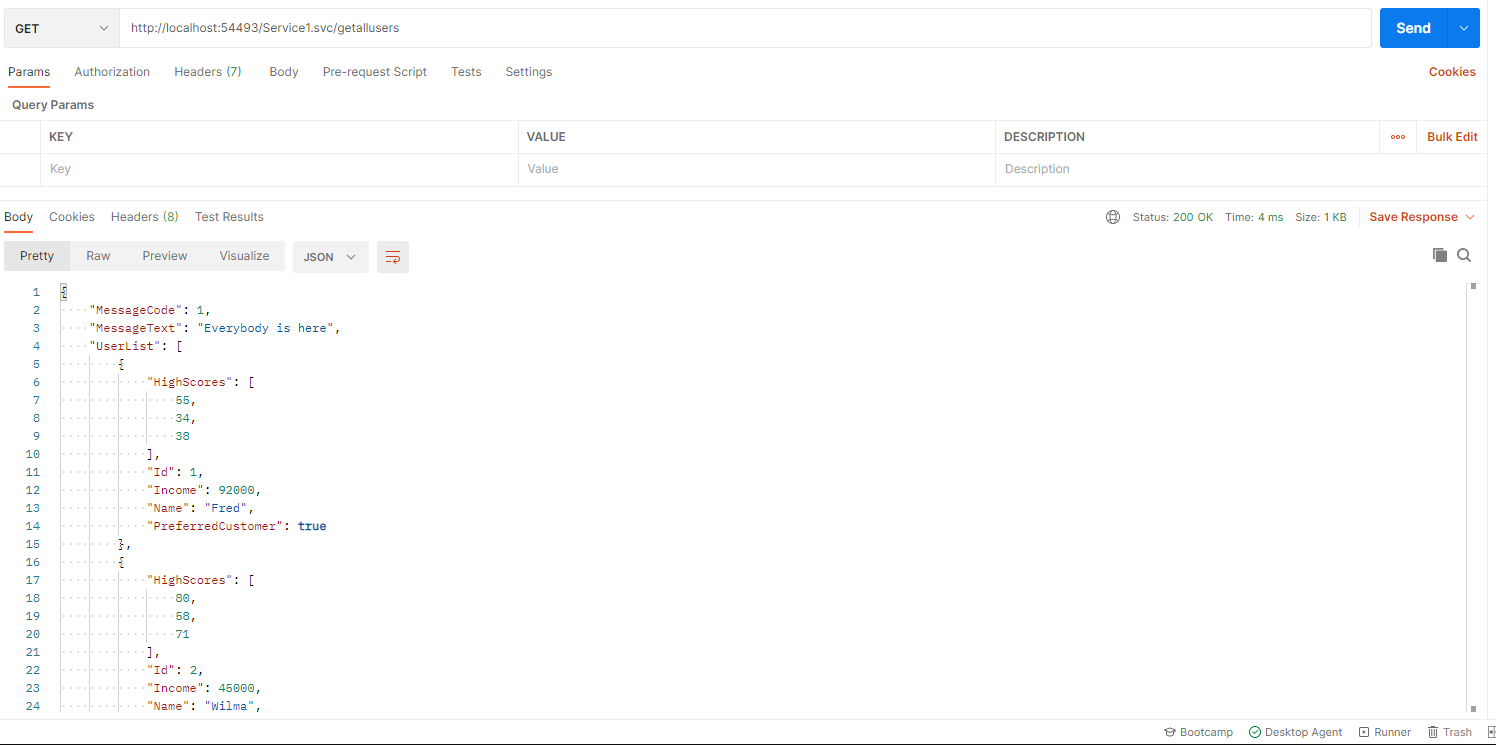 GET http://localhost:54493/Service1.svc/getallusers Send
Params Authorization Headers (7) Body Pre-request Script Tests Settings Cookies
Query Params
KEY VALUE DESCRIPTION ooo Bulk Edit
Key Value Description
Body Cookies Headers (8) Test Results Status: 200 OK Time: 4 ms Size: 1 KB Save Response
Pretty Raw Preview Visualize JSON
1 {
2 "MessageCode": 1,
3 "MessageText": "Everybody is here",
4 "UserList": [
5 {
6 "HighScores": [
7 55,
8 34,
9 38
10 ],
11 "Id": 1,
12 "Income": 92000,
13 "Name": "Fred",
14 "PreferredCustomer": true
15 },
16 {
17 "HighScores": [
18 80,
19 58,
20 71
21 ],
22 "Id": 2,
23 "Income": 45000,
24 "Name": "Wilma",
Bootcamp Desktop Agent Runner Trash